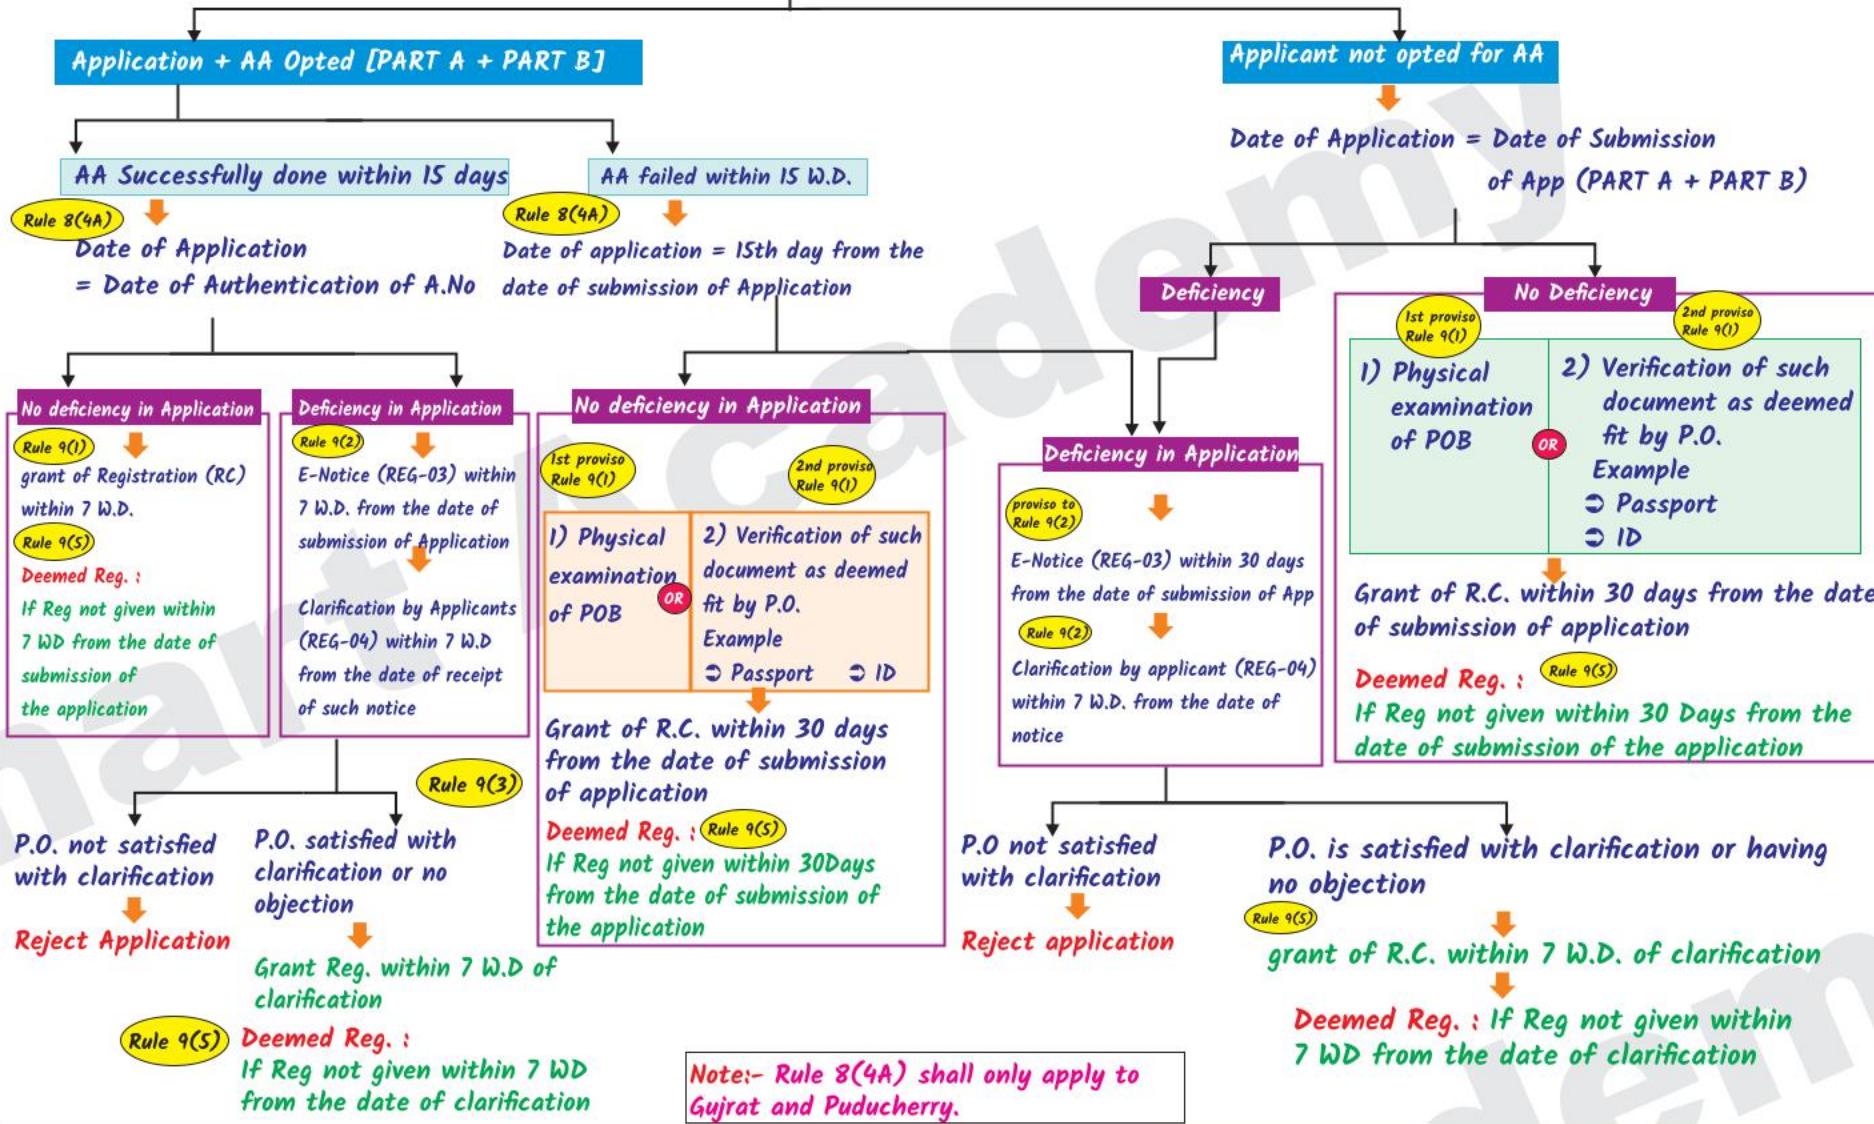 Application + AA Opted [PART A + PART B]
Applicant not opted for AA
AA Successfully done within 15 days
AA failed within 15 W.D.
Date of Application = Date of Submission
of App (PART A + PART B)
Rule 8(4A)
Date of Application
= Date of Authentication of A.No
Rule 8(4A)
Date of application = 15th day from the
date of submission of Application
No deficiency in Application
Rule 9(1)
grant of Registration (RC)
within 7 W.D.
Rule 9(5)
Deemed Reg. :
If Reg not given within
7 WD from the date of
submission of
the application
Deficiency in Application
Rule 9(2)
E-Notice (REG-03) within
7 W.D. from the date of
submission of Application
Clarification by Applicants
(REG-04) within 7 W.D
from the date of receipt
of such notice
Rule 9(3)
P.O. not satisfied
with clarification
Reject Application
P.O. satisfied with
clarification or no
objection
Grant Reg. within 7 W.D of
clarification
Rule 9(5)
Deemed Reg. :
If Reg not given within 7 WD
from the date of clarification
No deficiency in Application
1st proviso
Rule 9(1)
2nd proviso
Rule 9(1)
1) Physical
examination
of POB
OR
2) Verification of such
document as deemed
fit by P.O.
Example
➲ Passport ➲ ID
Grant of R.C. within 30 days
from the date of submission
of application
Deemed Reg. : Rule 9(5)
If Reg not given within 30Days
from the date of submission of
the application
Deficiency
Deficiency in Application
proviso to
Rule 9(2)
E-Notice (REG-03) within 30 days
from the date of submission of App
Rule 9(2)
Clarification by applicant (REG-04)
within 7 W.D. from the date of
notice
P.O not satisfied
with clarification
Reject application
P.O. is satisfied with clarification or having
no objection
Rule 9(5)
grant of R.C. within 7 W.D. of clarification
Deemed Reg. : If Reg not given within
7 WD from the date of clarification
No Deficiency
1st proviso
Rule 9(1)
2nd proviso
Rule 9(1)
1) Physical
examination
of POB
OR
2) Verification of such
document as deemed
fit by P.O.
Example
➲ Passport
➲ ID
Grant of R.C. within 30 days from the date
of submission of application
Deemed Reg. : Rule 9(5)
If Reg not given within 30 Days from the
date of submission of the application
Note:- Rule 8(4A) shall only apply to
Gujrat and Puducherry.
Academy